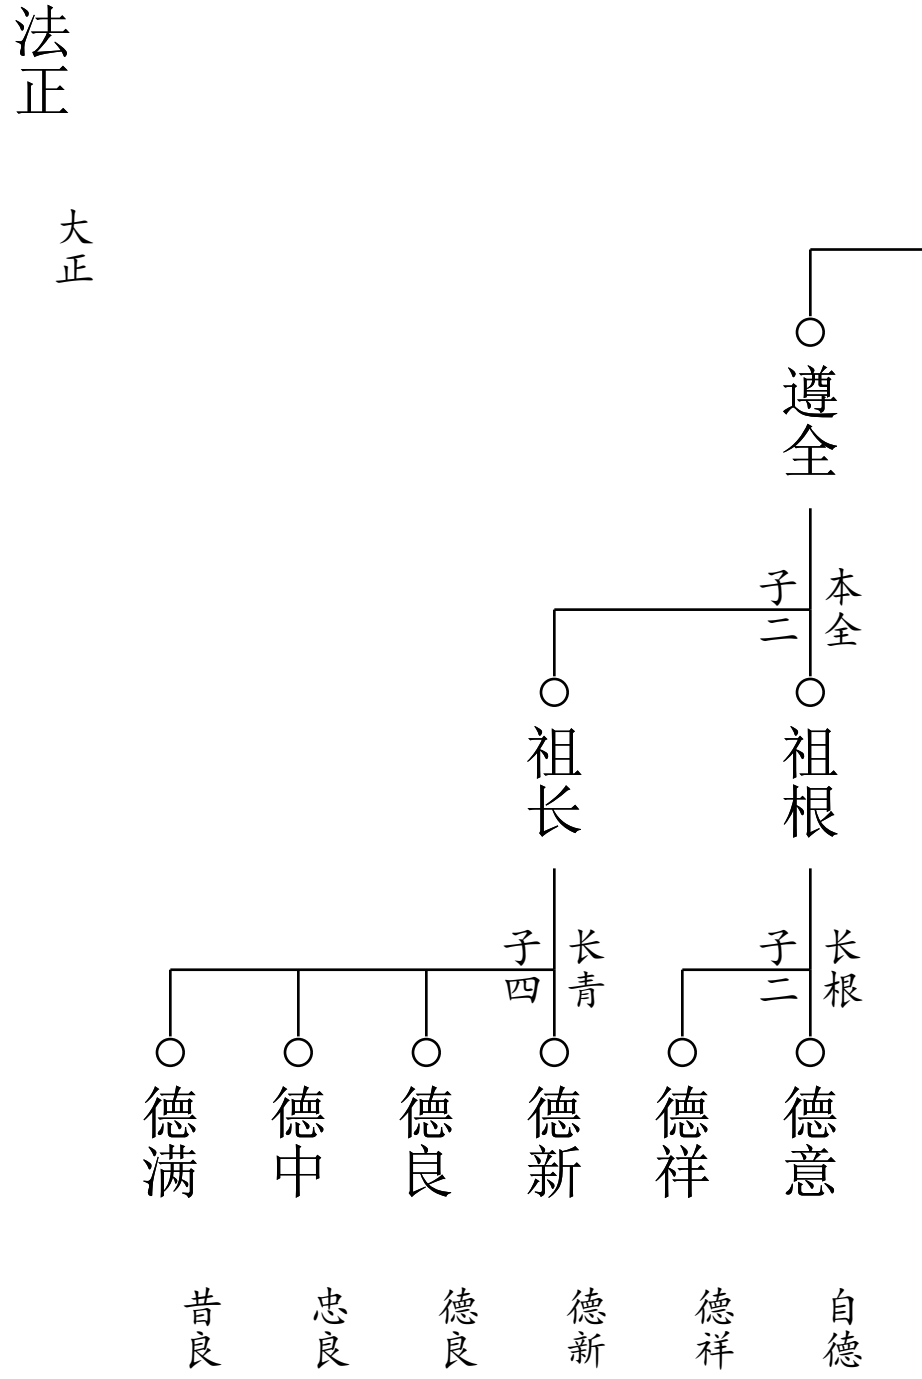 法正
大正
遵全
本全
子二
祖根
祖长
长根
子二
长青
子四
德意
德祥
德新
德良
德中
德满
自德
德祥
德新
德良
忠良
昔良